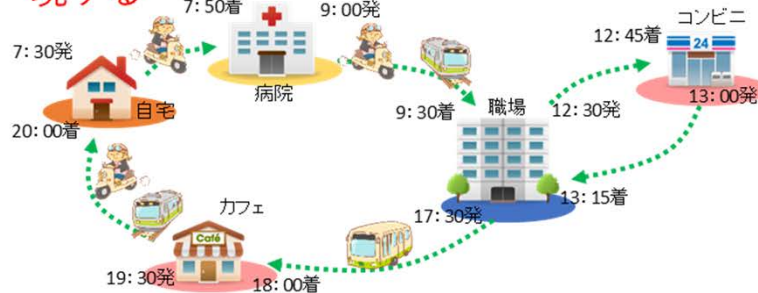 7:50着
9:00発
コンビニ
12:45着
7:30発
24
13:00発
病院
自宅
9:30着
職場
12:30発
20:00着
13:15着
カフェ
17:30発
Café
19:30発
18:00着